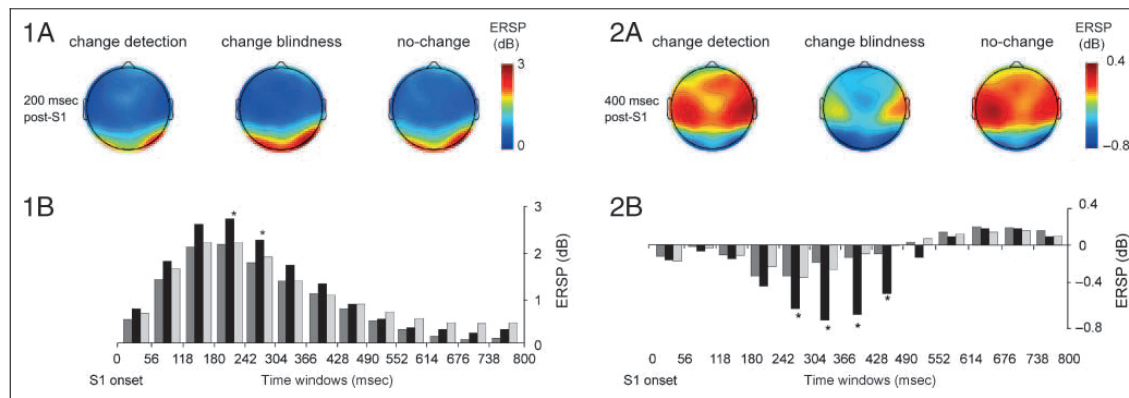 1A
ERSP
(dB)
change detection
change blindness
no-change
3
200 msec
post-S1
0
2A
ERSP
(dB)
change detection
change blindness
no-change
0.4
400 msec
post-S1
−0.8
1B
3
2
1
0
ERSP (dB)
*
*
0 56 118 180 242 304 366 428 490 552 614 676 738 800
S1 onset
Time windows (msec)
2B
0.4
0
−0.4
−0.8
ERSP (dB)
* * * *
0 56 118 180 242 304 366 428 490 552 614 676 738 800
S1 onset
Time windows (msec)